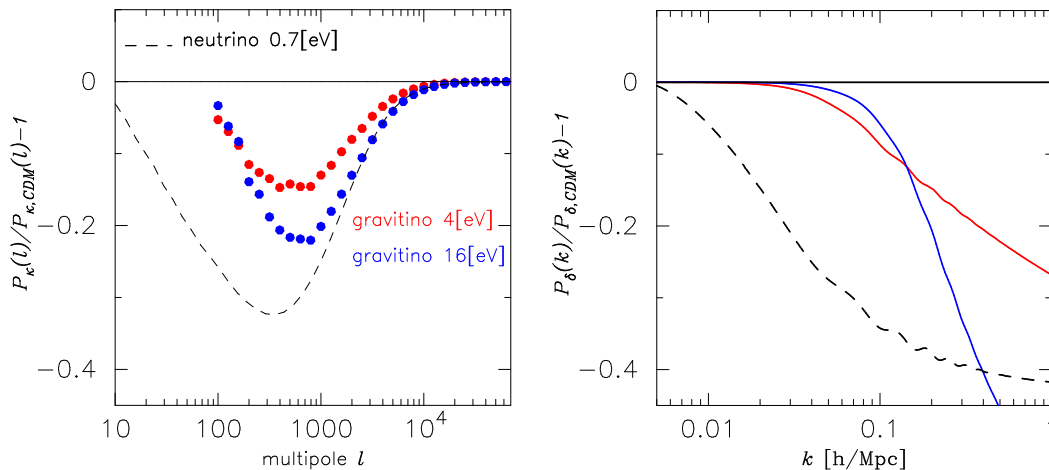 neutrino 0.7[eV]
0
−0.2
−0.4
P_κ(l)/P_κ,CDM(l)−1
gravitino 4[eV]
gravitino 16[eV]
10
100
1000
10^4
multipole l
0
−0.2
−0.4
P_δ(k)/P_δ,CDM(k)−1
0.01
0.1
k [h/Mpc]